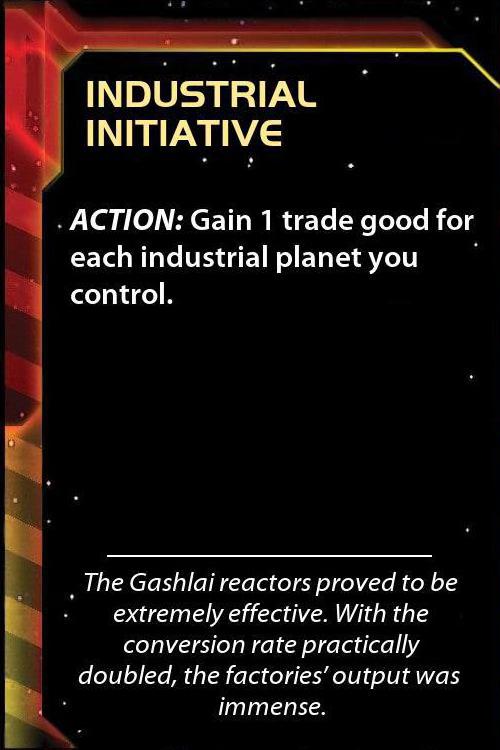 INDUSTRIAL
INITIATIVE
ACTION: Gain 1 trade good for
each industrial planet you
control.
The Gashlai reactors proved to be
extremely effective. With the
conversion rate practically
doubled, the factories’ output was
immense.